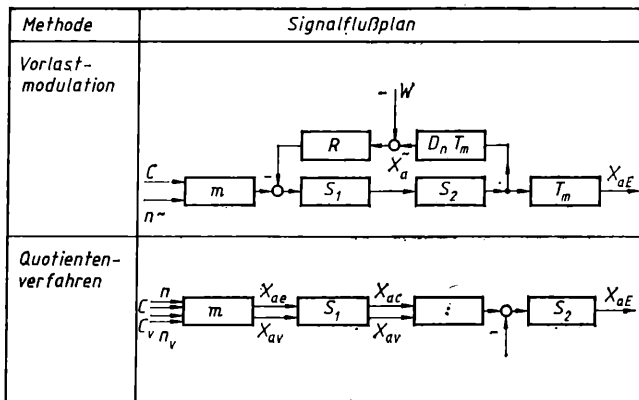 Methode Signalflußplan
Vorlast-
modulation
- W
R D_n T_m
X_a~
C
- m S_1 S_2 T_m X_aE
n~
Quotienten-
verfahren
n X_ae X_ac X_aE
C m S_1 : S_2
C_v n_v X_av X_av -